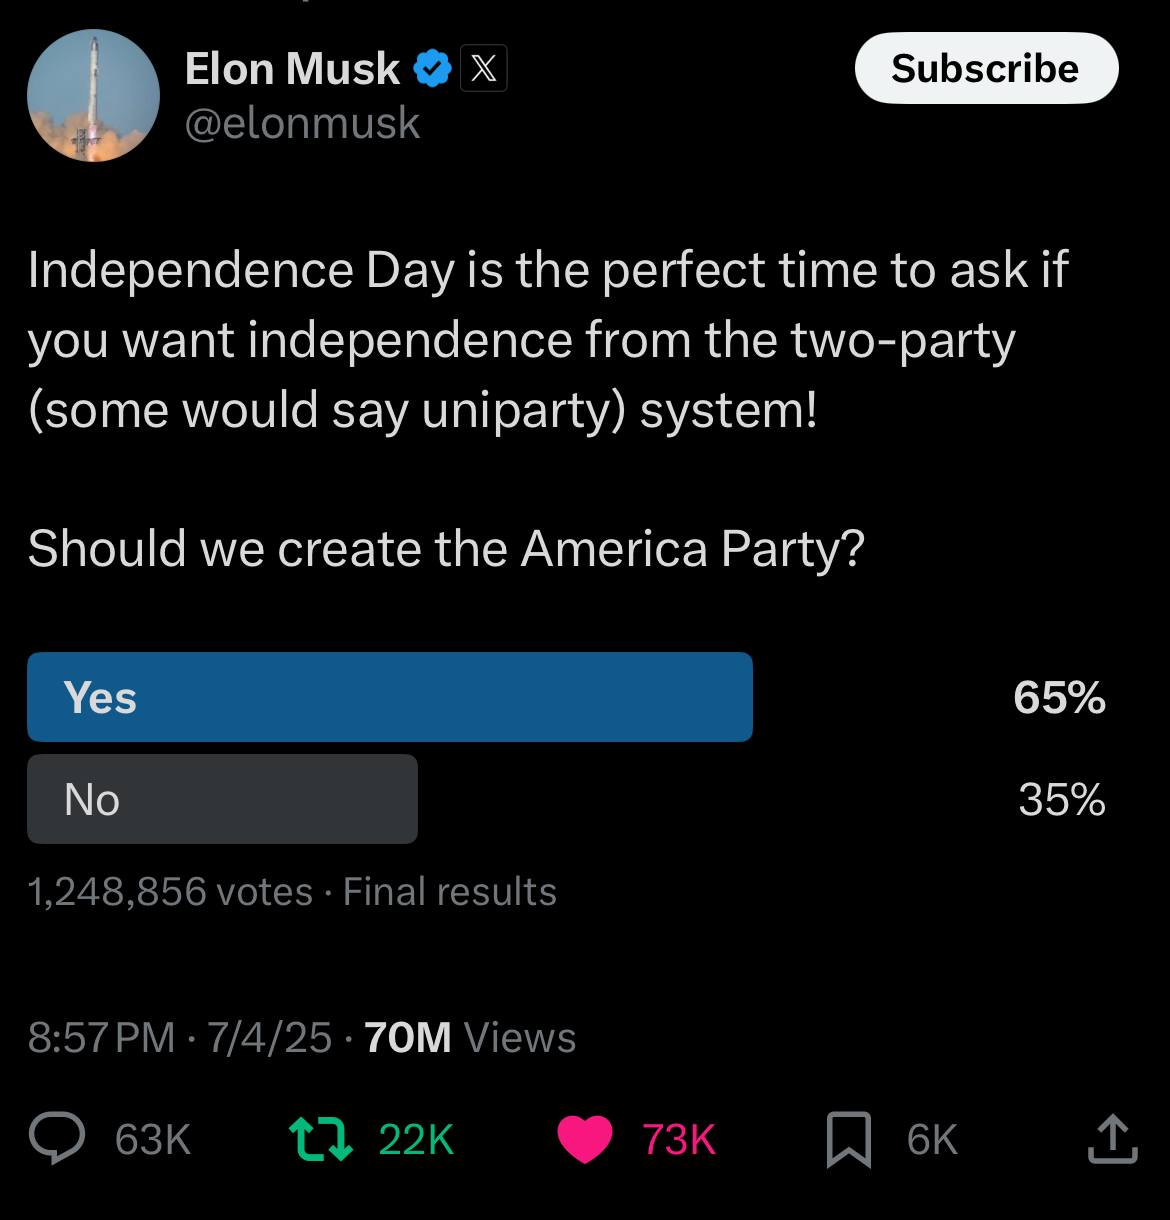 Elon Musk
Subscribe
@elonmusk
Independence Day is the perfect time to ask if
you want independence from the two-party
(some would say uniparty) system!
Should we create the America Party?
Yes 65%
No 35%
1,248,856 votes · Final results
8:57 PM · 7/4/25 · 70M Views
63K 22K 73K 6K